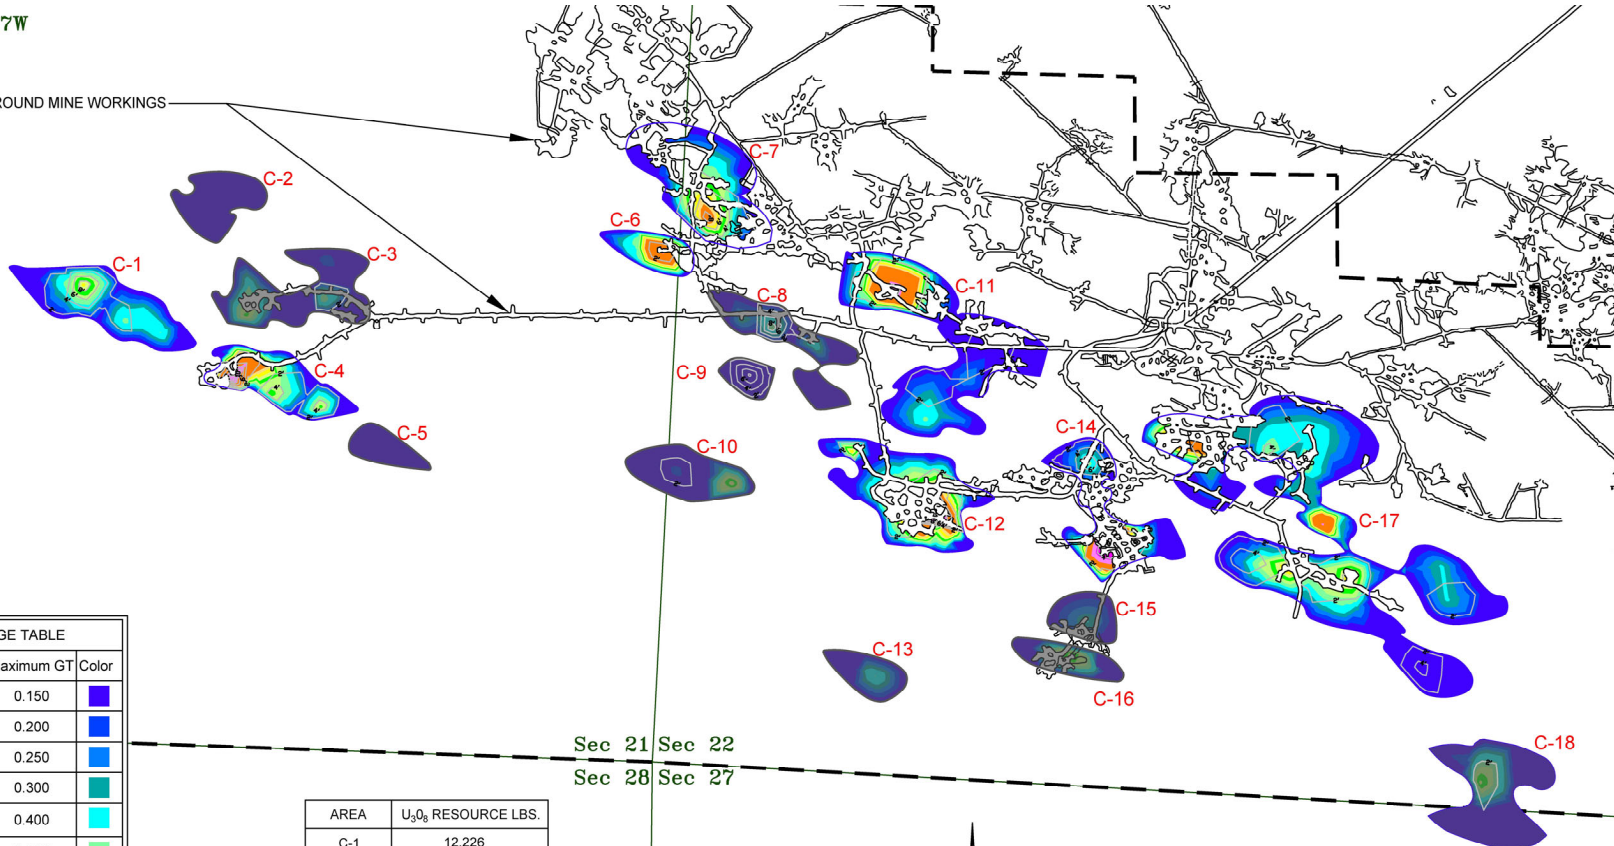 7W
ROUND MINE WORKINGS
C-7
C-2
C-6
C-3
C-1
C-11
C-8
C-4
C-9
C-5
C-14
C-10
C-17
C-12
C-15
C-13
C-16
GE TABLE
aximum GT Color
0.150
0.200
0.250
0.300
0.400
Sec 21 Sec 22
Sec 28 Sec 27
C-18
AREA U₃0₈ RESOURCE LBS.
C-1 12,226